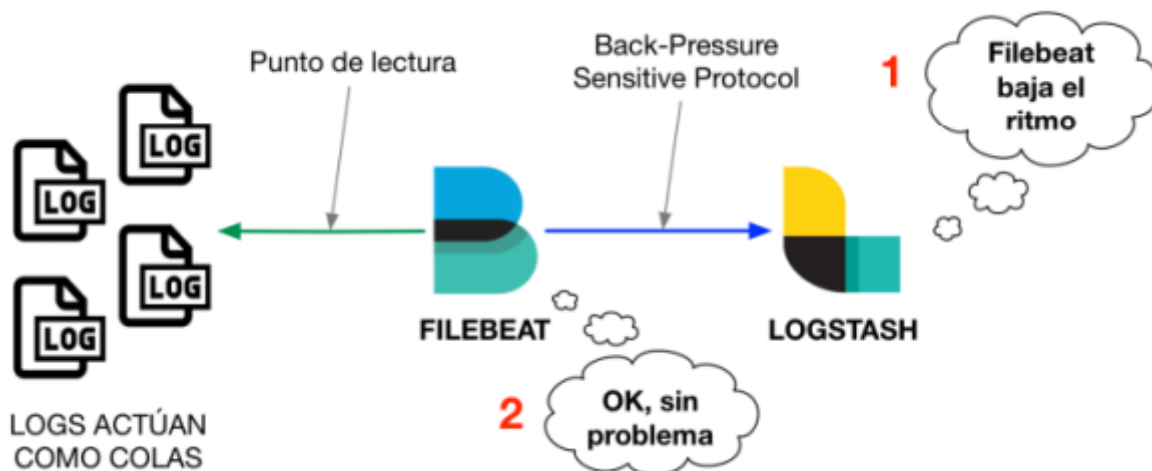 Punto de lectura
Back-Pressure
Sensitive Protocol
1
Filebeat
baja el
ritmo
LOG
LOG
LOG
LOG
FILEBEAT
LOGSTASH
LOGS ACTÚAN
COMO COLAS
2
OK, sin
problema